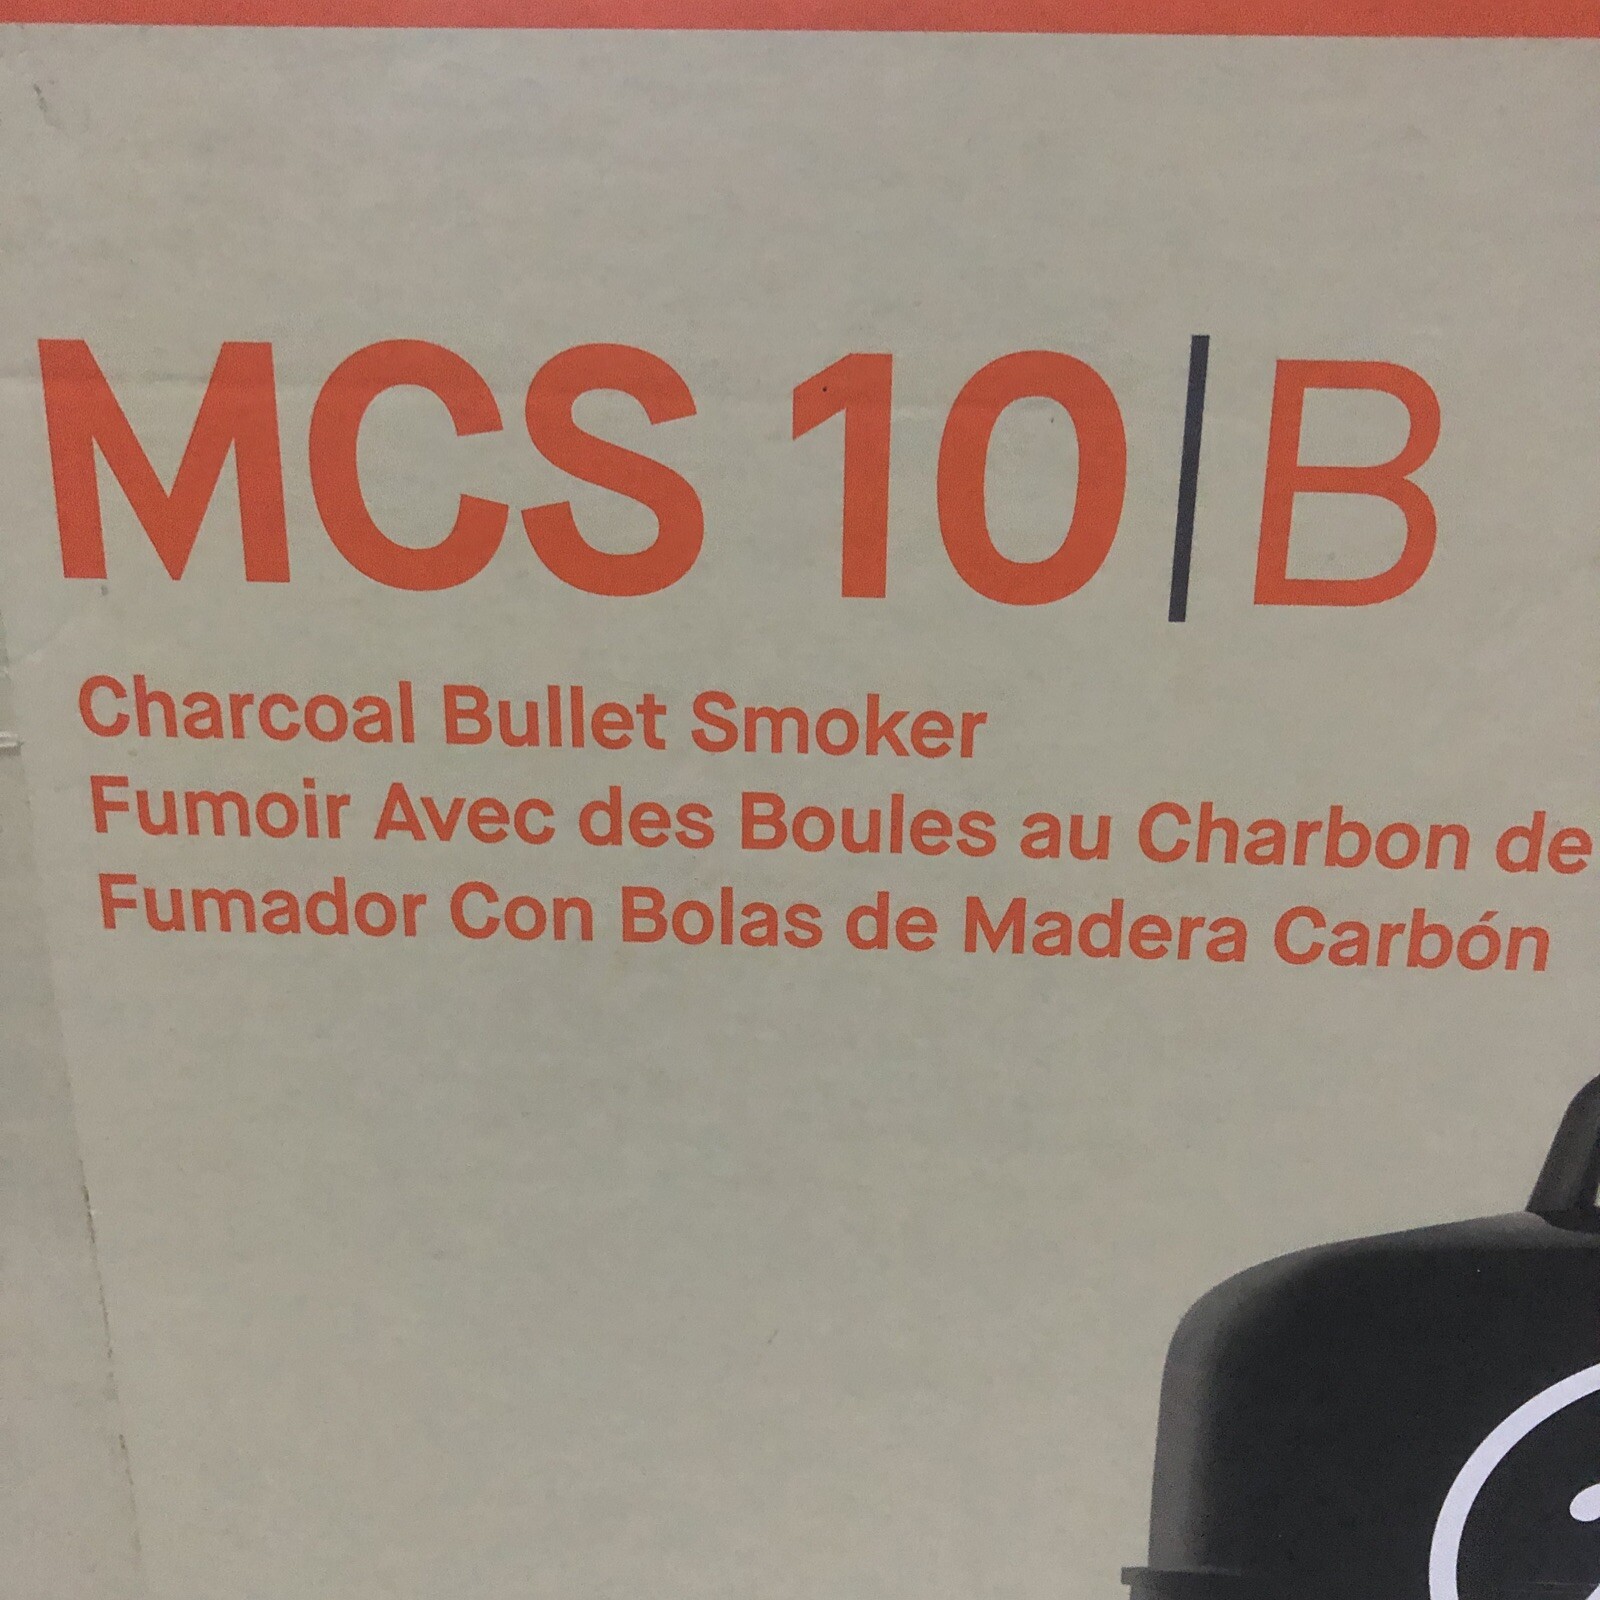 MCS 10|B
Charcoal Bullet Smoker
Fumoir Avec des Boules au Charbon de
Fumador Con Bolas de Madera Carbón